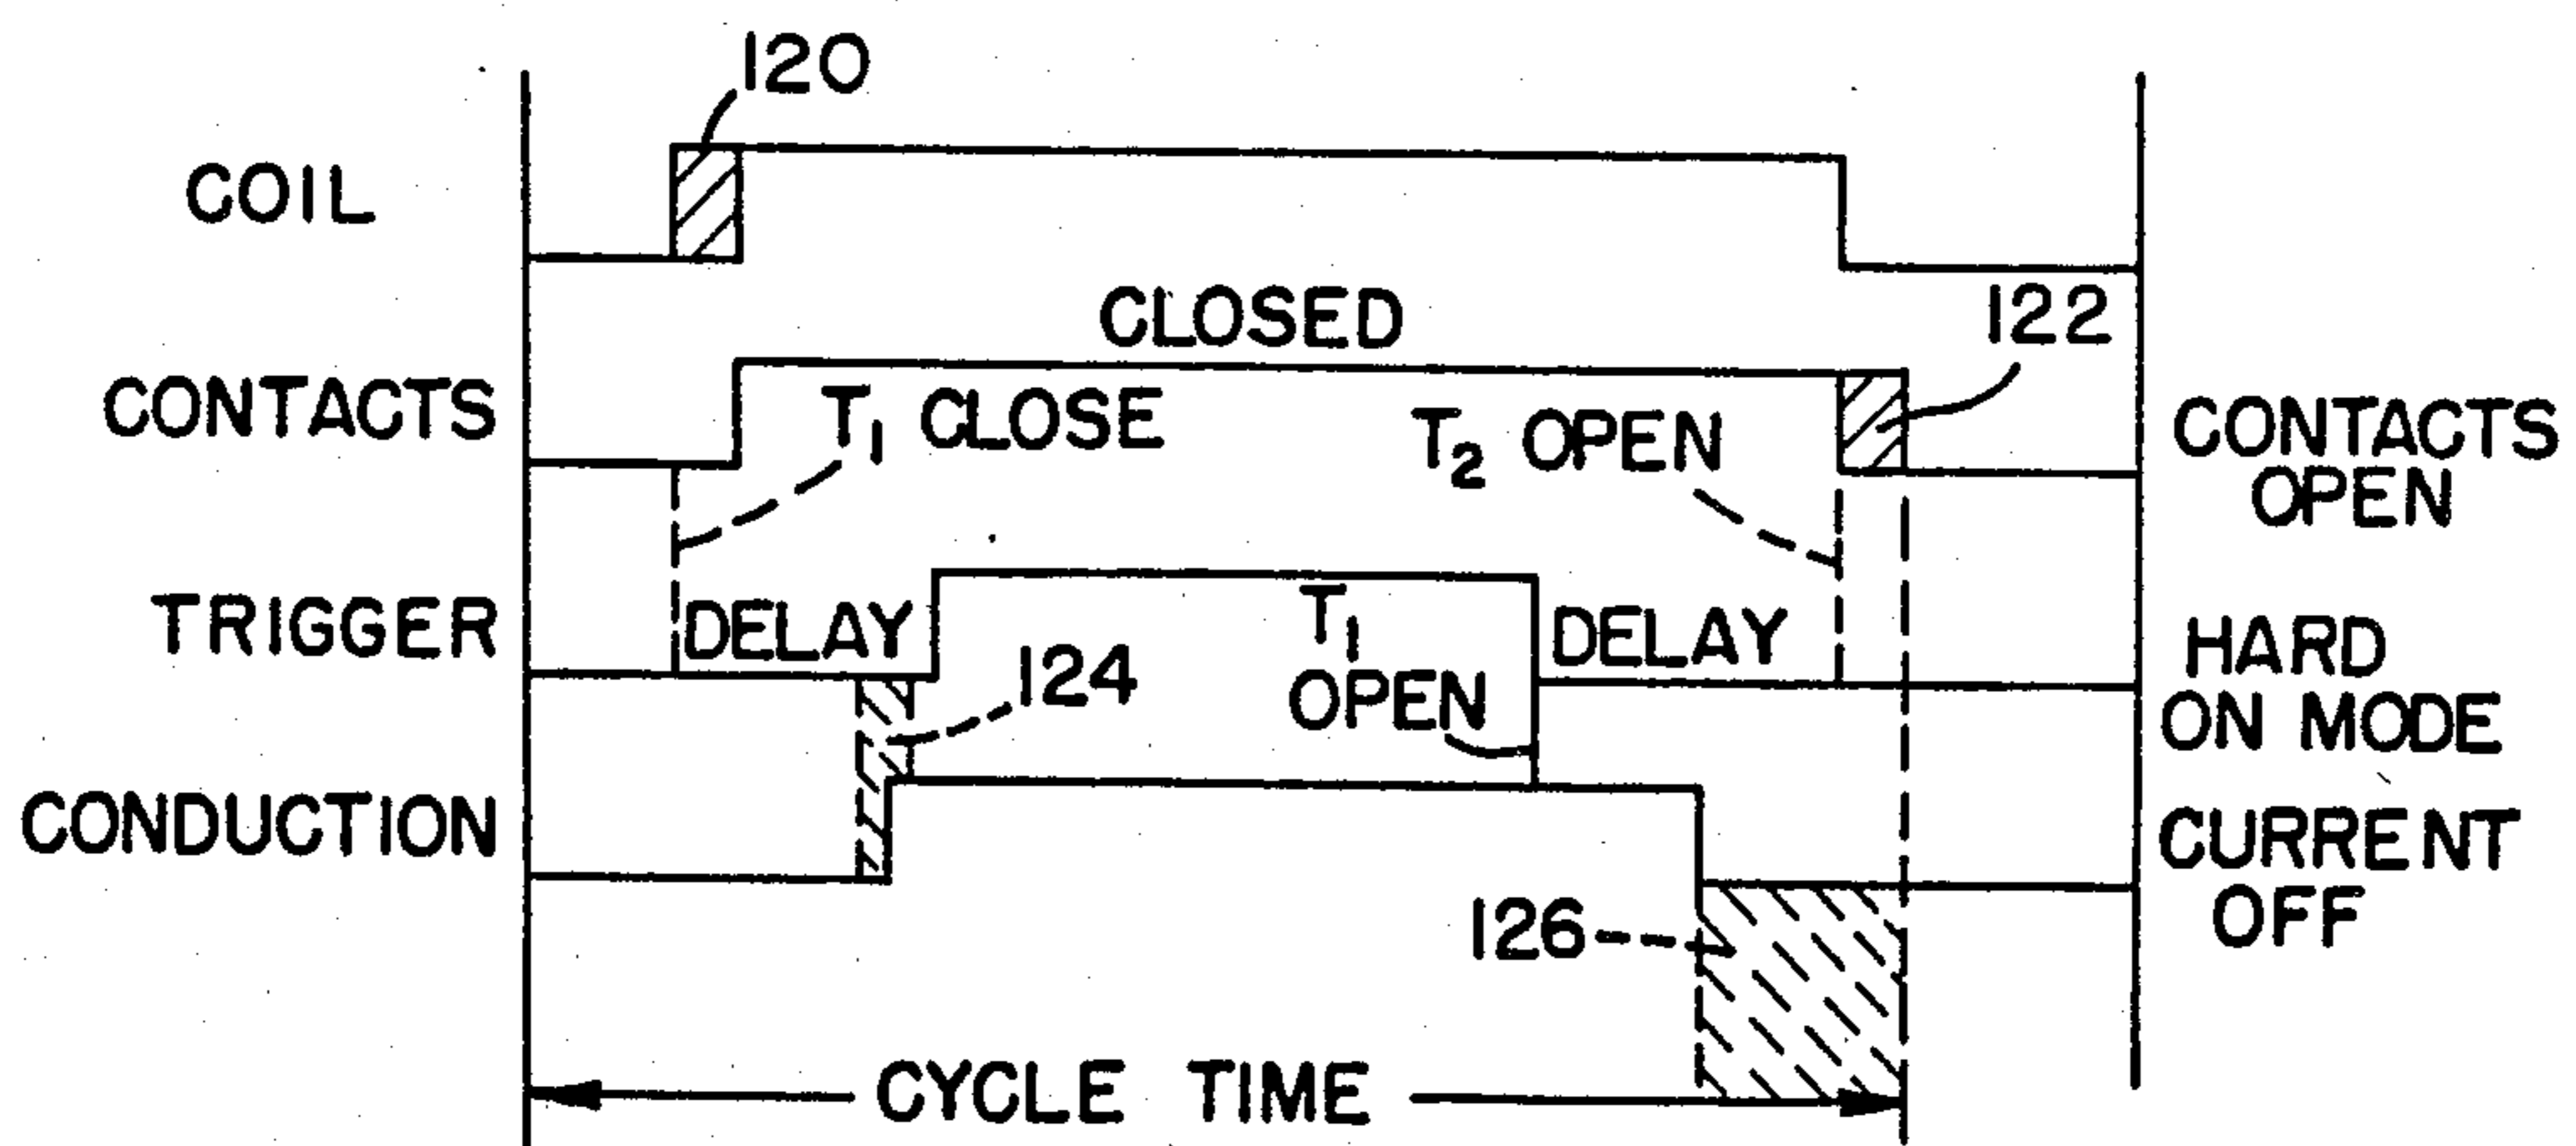 120
COIL
CLOSED
122
CONTACTS
T1 CLOSE
T2 OPEN
CONTACTS
OPEN
TRIGGER
DELAY
124
T1
OPEN
DELAY
HARD
ON MODE
CONDUCTION
126
CURRENT
OFF
CYCLE TIME